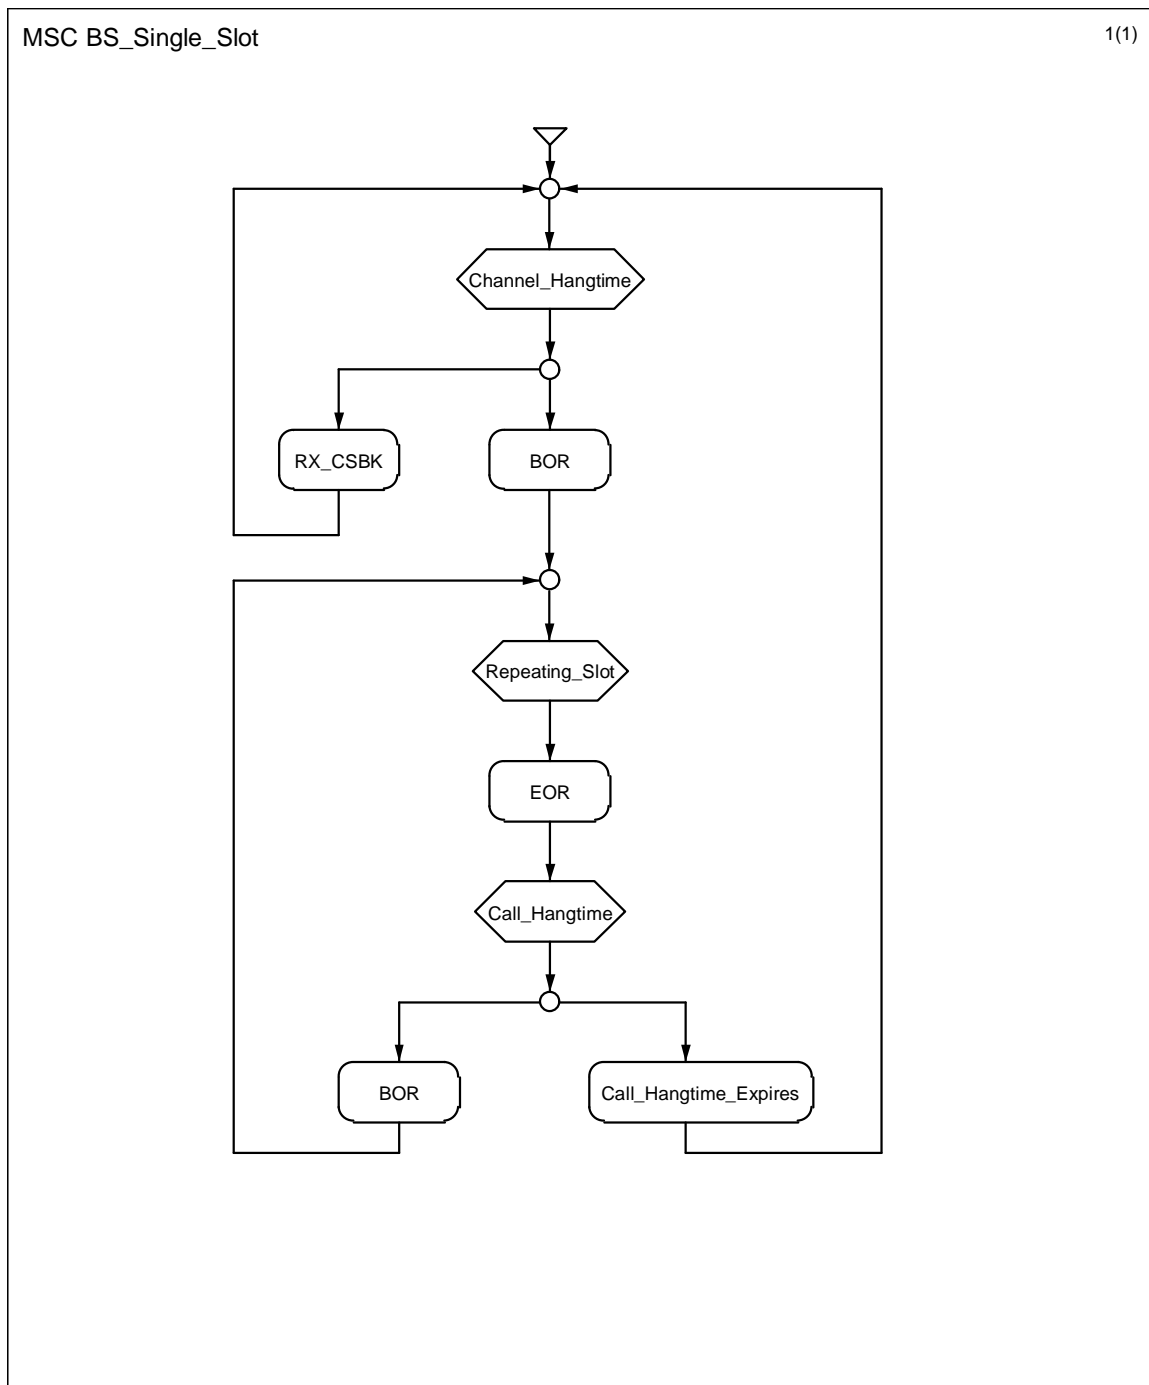 MSC BS_Single_Slot
1(1)
Channel_Hangtime
RX_CSBK
BOR
Repeating_Slot
EOR
Call_Hangtime
BOR
Call_Hangtime_Expires